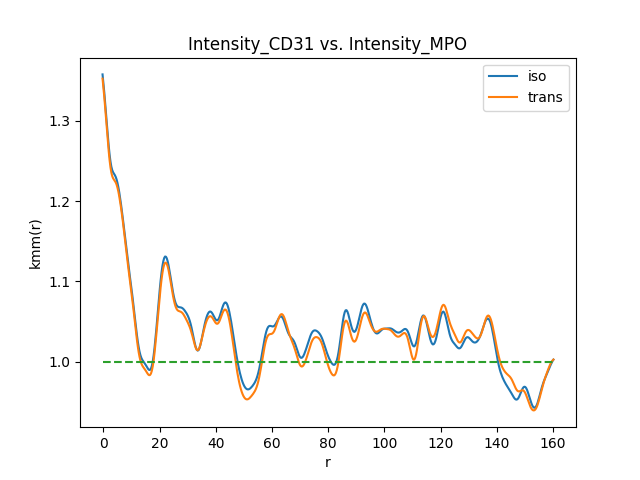 Intensity_CD31 vs. Intensity_MPO
iso
trans
kmm(r)
1.3
1.2
1.1
1.0
0 20 40 60 80 100 120 140 160
r